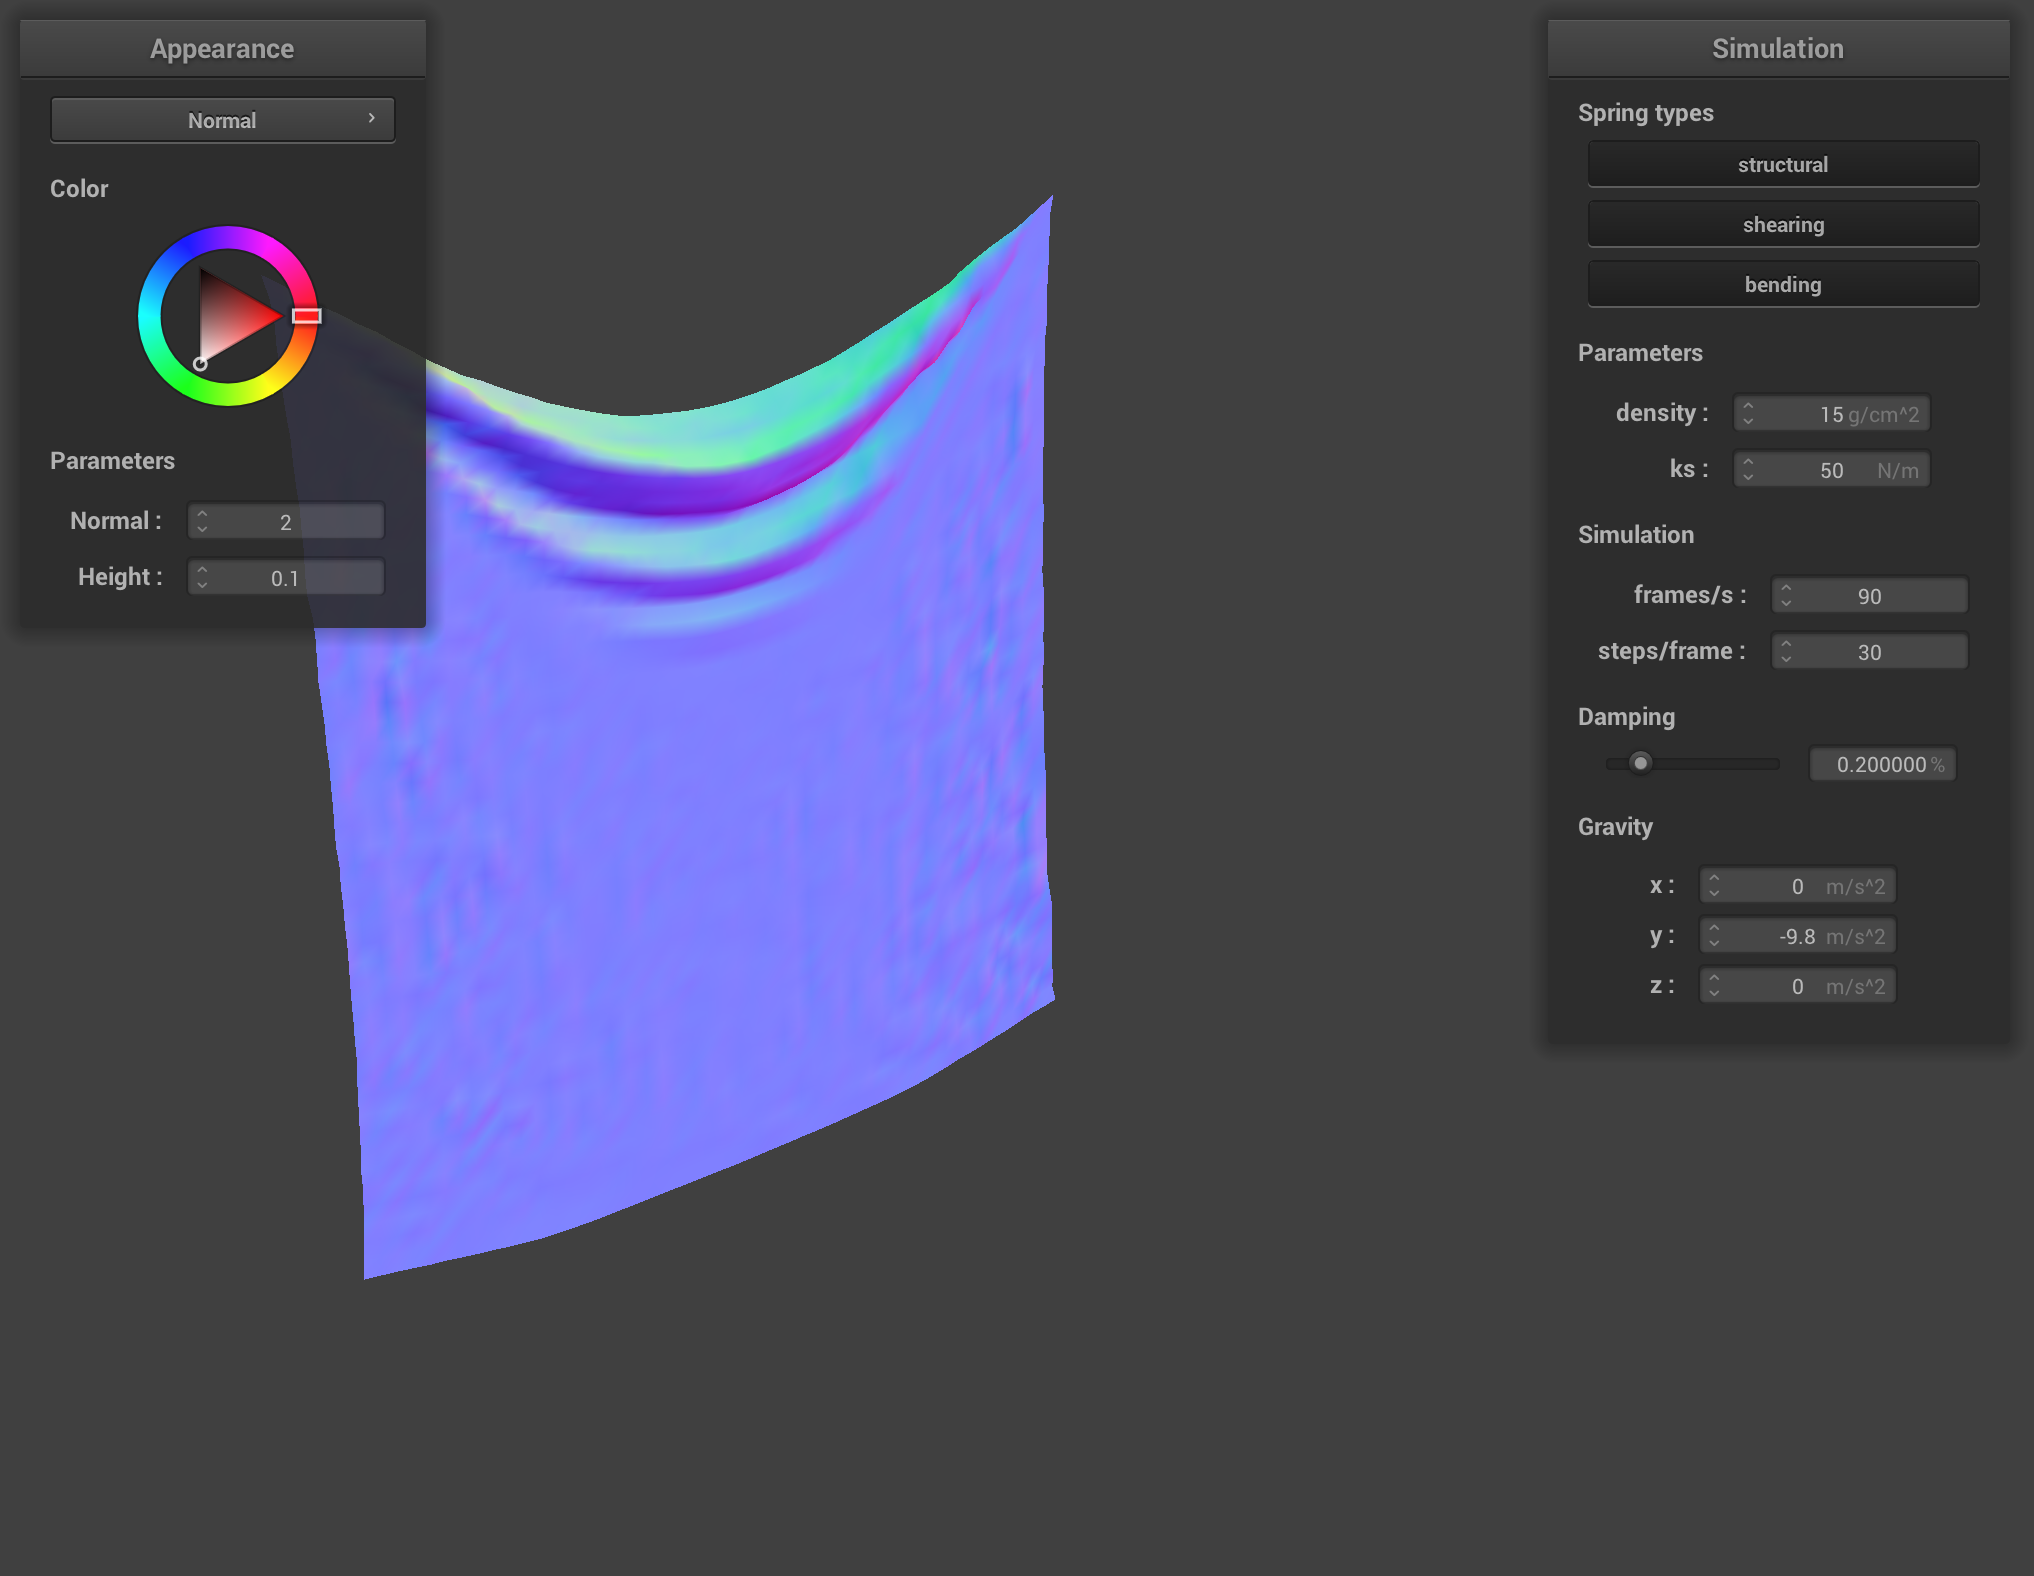 Appearance
Normal
Color
Parameters
Normal : 2
Height : 0.1
Simulation
Spring types
structural
shearing
bending
Parameters
density : 15 g/cm^2
ks : 50 N/m
Simulation
frames/s : 90
steps/frame : 30
Damping
0.200000 %
Gravity
x : 0 m/s^2
y : -9.8 m/s^2
z : 0 m/s^2